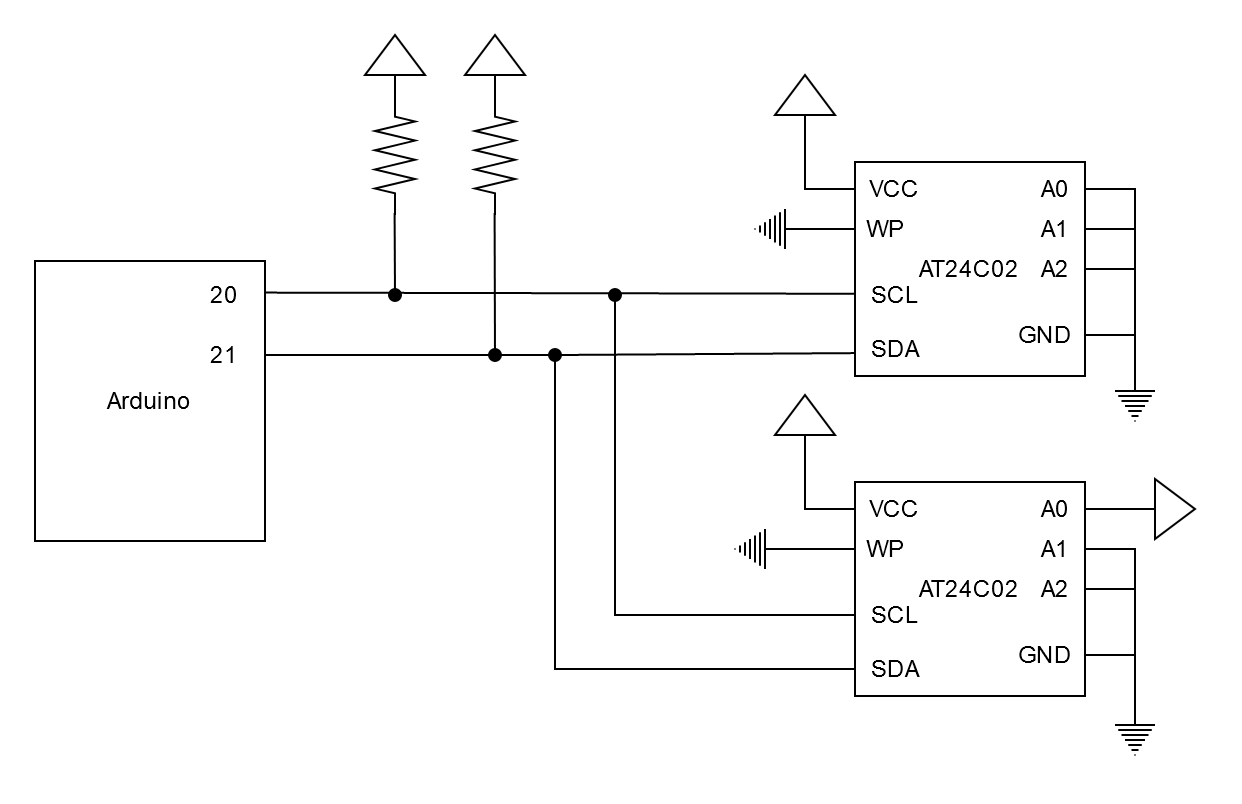 20
21
Arduino
VCC
A0
WP
A1
AT24C02
A2
SCL
GND
SDA
VCC
A0
WP
A1
AT24C02
A2
SCL
GND
SDA